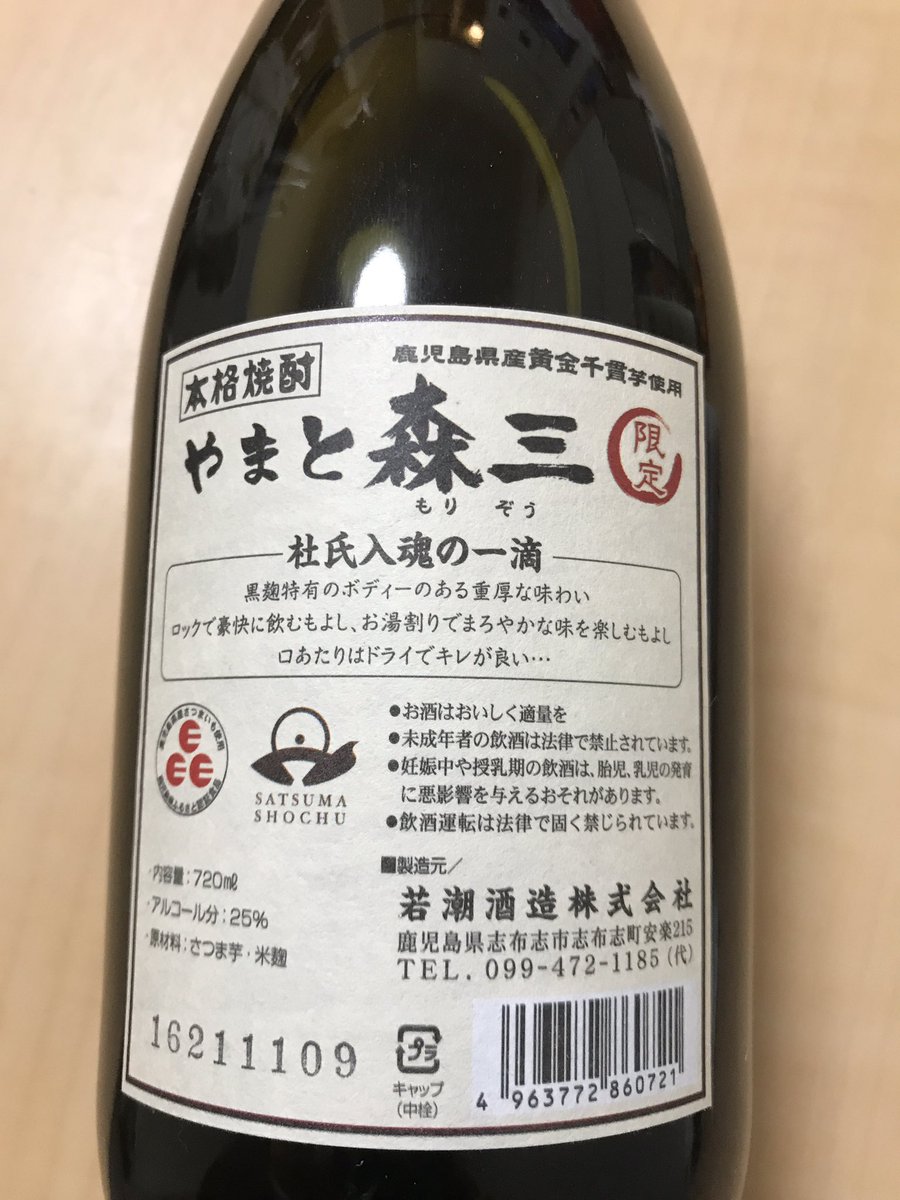 本格焼酎
鹿児島県産黄金千貫芋使用
やまと森三
もり ぞう
限定
杜氏入魂の一滴
黒麹特有のボディーのある重厚な味わい
ロックで豪快に飲むもよし、お湯割りでまろやかな味を楽しむもよし
口あたりはドライでキレが良い…
鹿児島県産さつまいも使用
SATSUMA
SHOCHU
●お酒はおいしく適量を
●未成年者の飲酒は法律で禁止されています。
●妊娠中や授乳期の飲酒は、胎児、乳児の発育
に悪影響を与えるおそれがあります。
●飲酒運転は法律で固く禁じられています。
・内容量：720㎖
・アルコール分：25%
・原材料：さつま芋・米麹
■製造元／
若潮酒造株式会社
鹿児島県志布志市志布志町安楽215
TEL. 099-472-1185（代）
16211109
プラ
キャップ
（中栓）
4 963772 860721